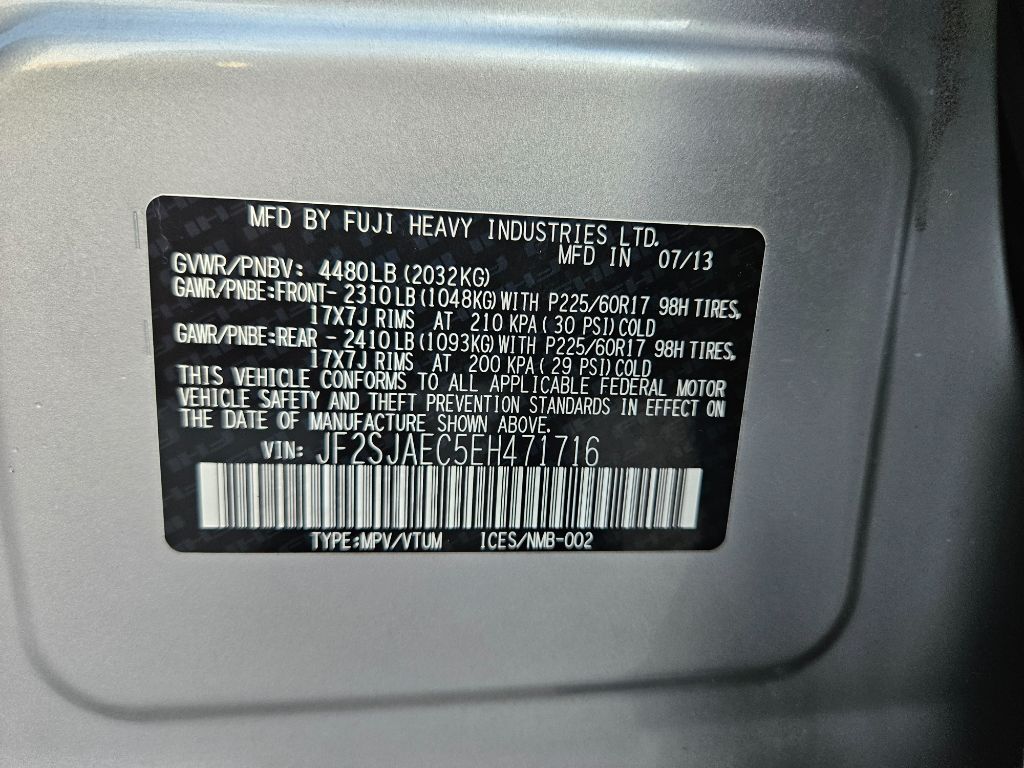 MFD BY FUJI HEAVY INDUSTRIES LTD.
MFD IN 07/13
GVWR/PNBV: 4480LB (2032KG)
GAWR/PNBE:FRONT- 2310LB (1048KG) WITH P225/60R17 98H TIRES,
17X7J RIMS AT 210 KPA ( 30 PSI) COLD
GAWR/PNBE:REAR - 2410LB (1093KG) WITH P225/60R17 98H TIRES,
17X7J RIMS AT 200 KPA ( 29 PSI) COLD
THIS VEHICLE CONFORMS TO ALL APPLICABLE FEDERAL MOTOR
VEHICLE SAFETY AND THEFT PREVENTION STANDARDS IN EFFECT ON
THE DATE OF MANUFACTURE SHOWN ABOVE.
VIN: JF2SJAEC5EH471716
TYPE:MPV/VTUM ICES/NMB-002